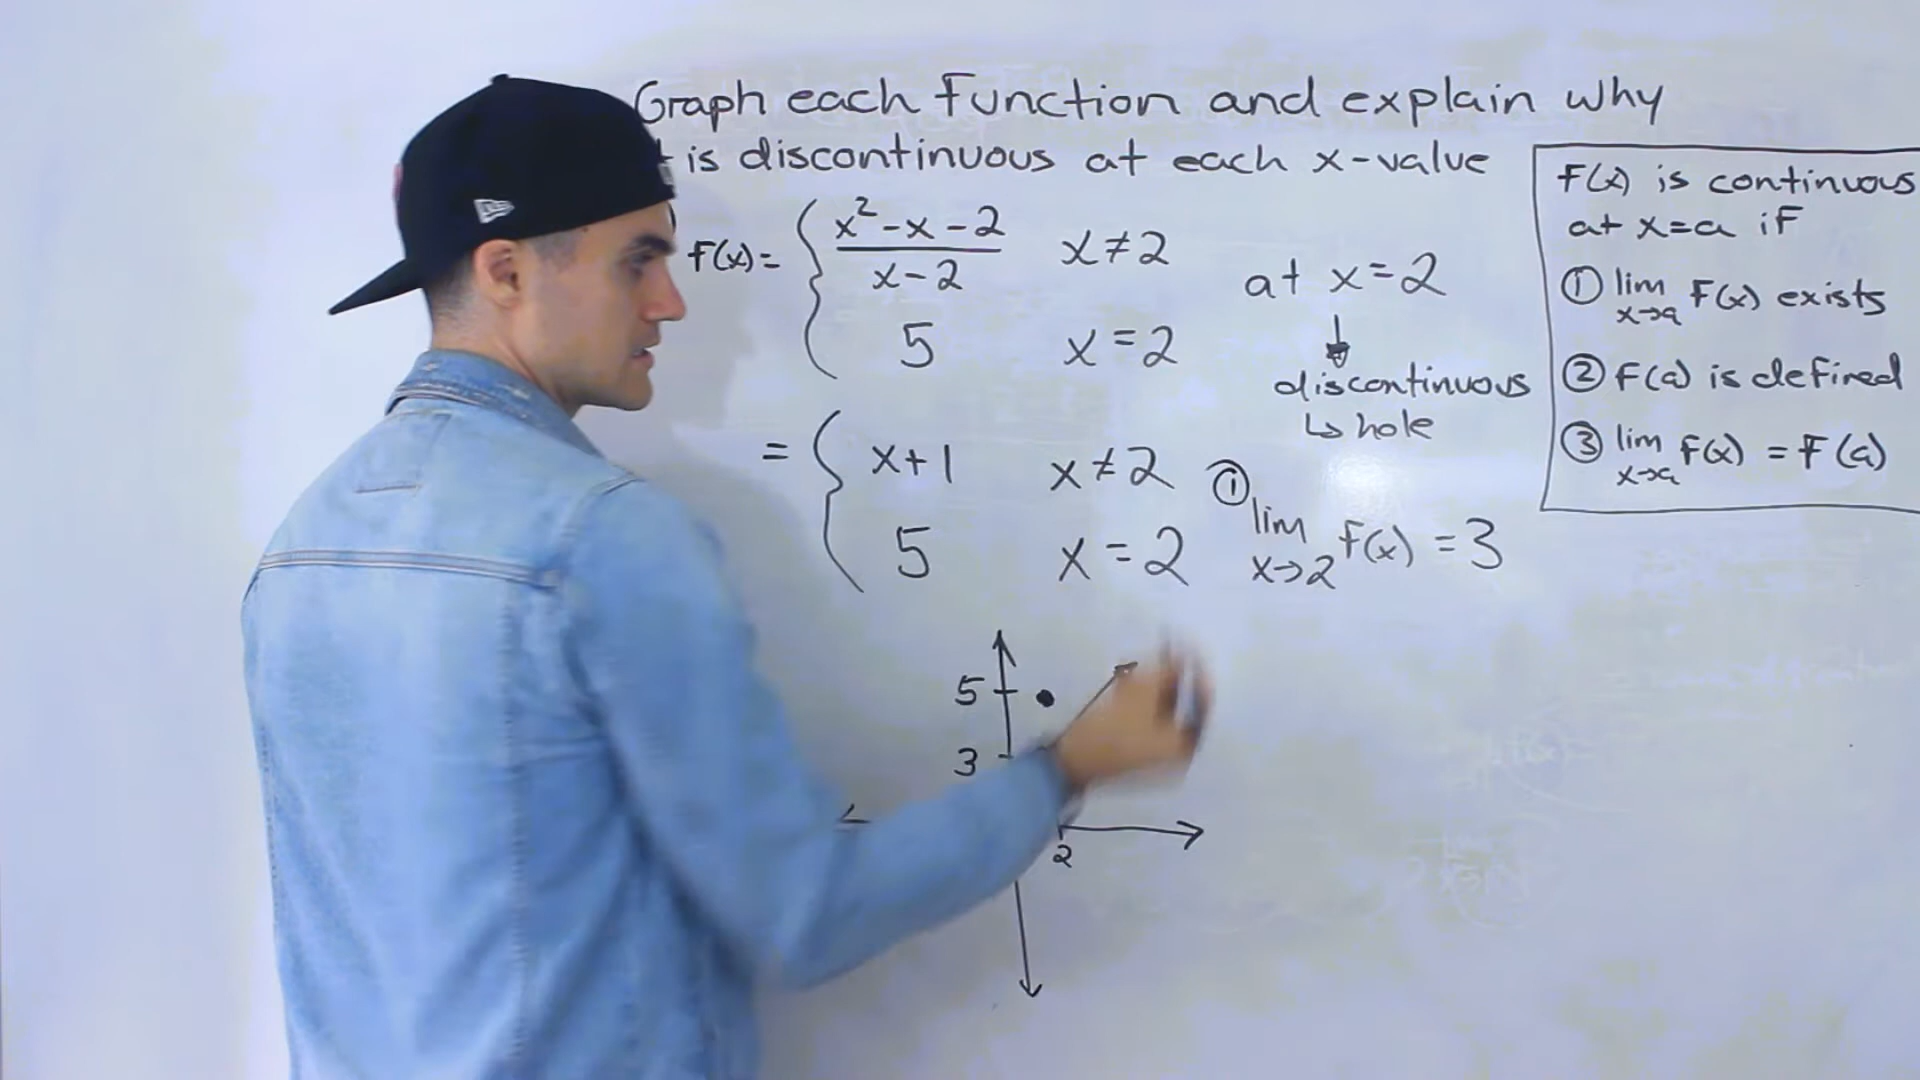 Graph each function and explain why
is discontinuous at each x-value
f(x) = { (x² - x - 2)/(x - 2)   x ≠ 2
5   x = 2
at x = 2
↓
discontinuous
↳ hole
= { x + 1   x ≠ 2
5   x = 2
① lim x→2 f(x) = 3
f(x) is continuous
at x = a if
① lim x→a f(x) exists
② f(a) is defined
③ lim x→a f(x) = f(a)
5
3
2